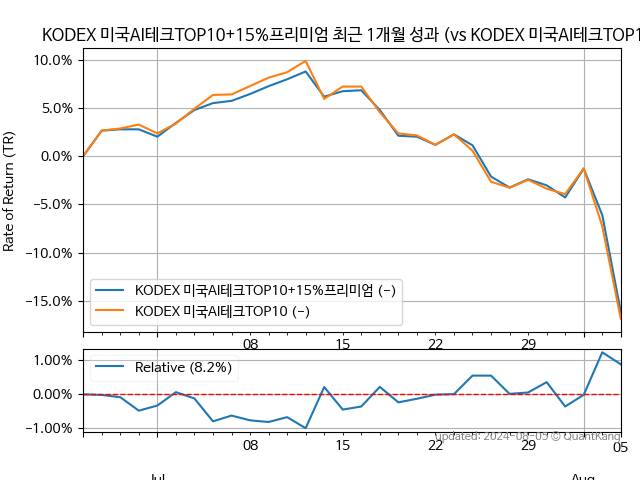 KODEX 미국AI테크TOP10+15%프리미엄 최근 1개월 성과 (vs KODEX 미국AI테크TOP1
10.0%
5.0%
0.0%
−5.0%
−10.0%
−15.0%
Rate of Return (TR)
KODEX 미국AI테크TOP10+15%프리미엄 (-)
KODEX 미국AI테크TOP10 (-)
08
15
22
29
1.00%
0.00%
−1.00%
Relative (8.2%)
updated: 2024-08-05 © QuantKang
08
15
22
29
05
Jul
Aug